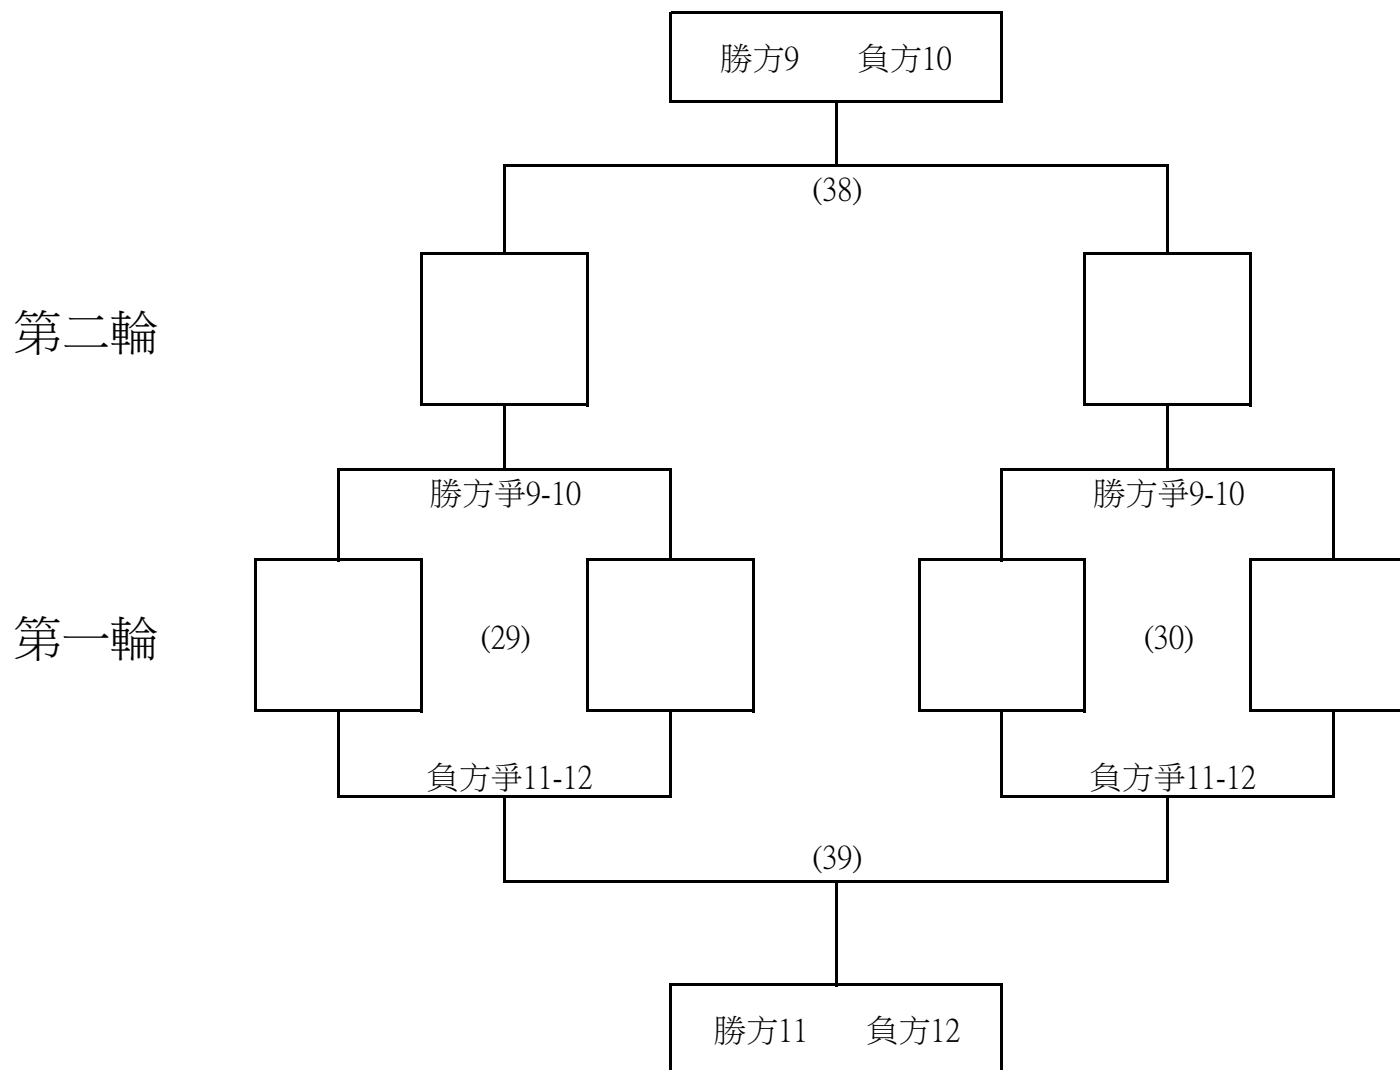 勝方9 負方10
(38)
第二輪
勝方爭9-10 勝方爭9-10
第一輪 (29) (30)
負方爭11-12 負方爭11-12
(39)
勝方11 負方12